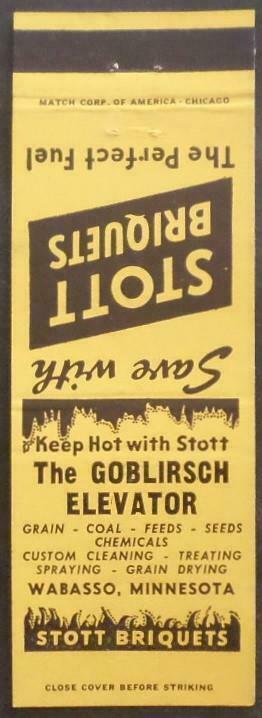 MATCH CORP. OF AMERICA - CHICAGO
Save with
STOTT
BRIQUETS
The Perfect Fuel
Keep Hot with Stott
The GOBLIRSCH
ELEVATOR
GRAIN - COAL - FEEDS - SEEDS
CHEMICALS
CUSTOM CLEANING - TREATING
SPRAYING - GRAIN DRYING
WABASSO, MINNESOTA
STOTT BRIQUETS
CLOSE COVER BEFORE STRIKING